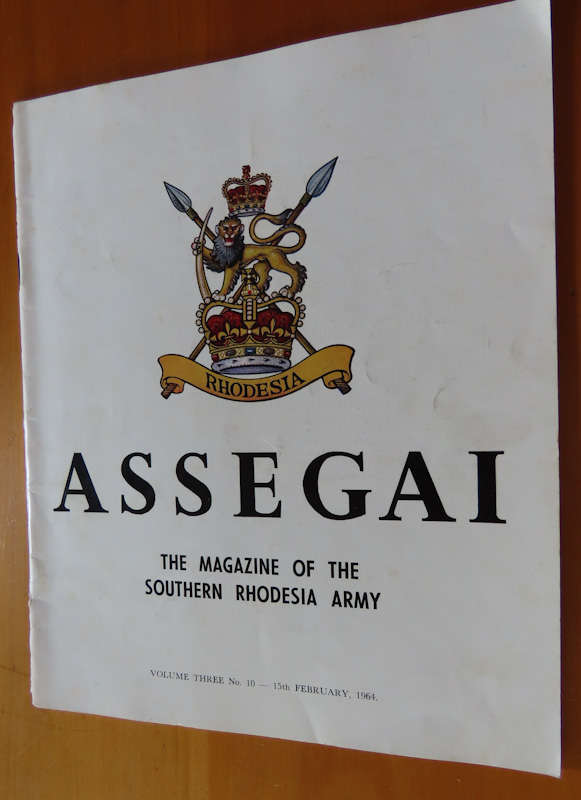 RHODESIA
ASSEGAI
THE MAGAZINE OF THE
SOUTHERN RHODESIA ARMY
VOLUME THREE No. 10 — 15th FEBRUARY, 1964.